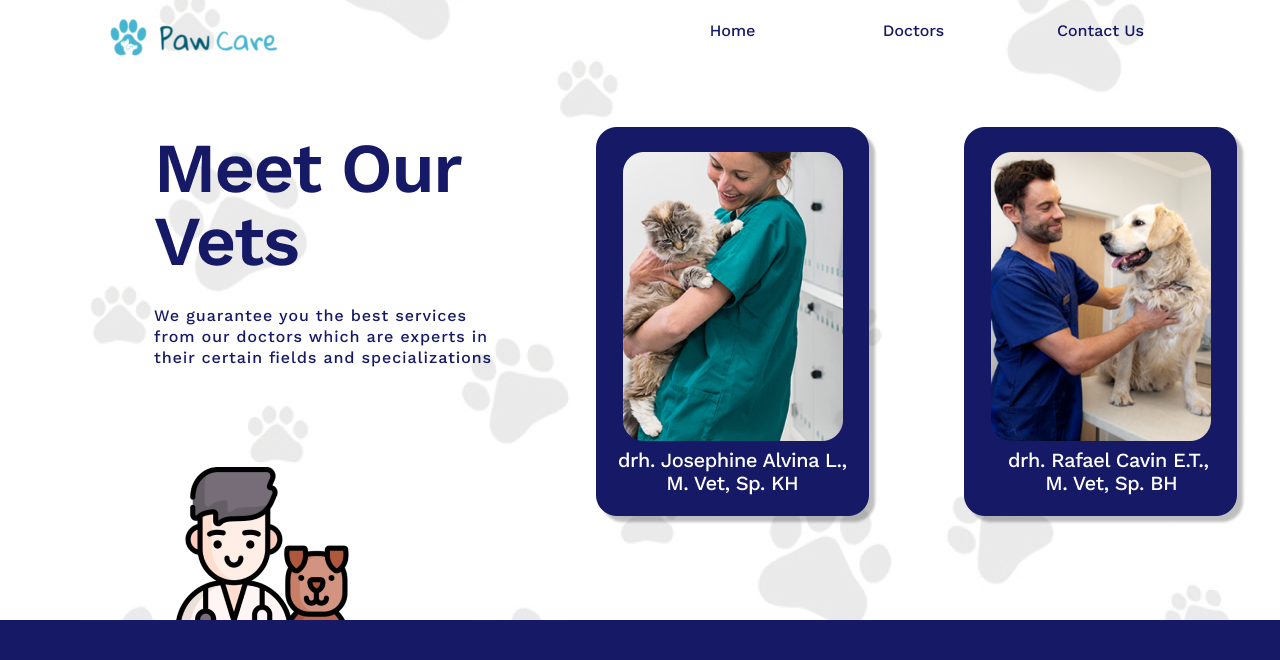 Paw Care
Home
Doctors
Contact Us
Meet Our
Vets
We guarantee you the best services
from our doctors which are experts in
their certain fields and specializations
drh. Josephine Alvina L.,
M. Vet, Sp. KH
drh. Rafael Cavin E.T.,
M. Vet, Sp. BH